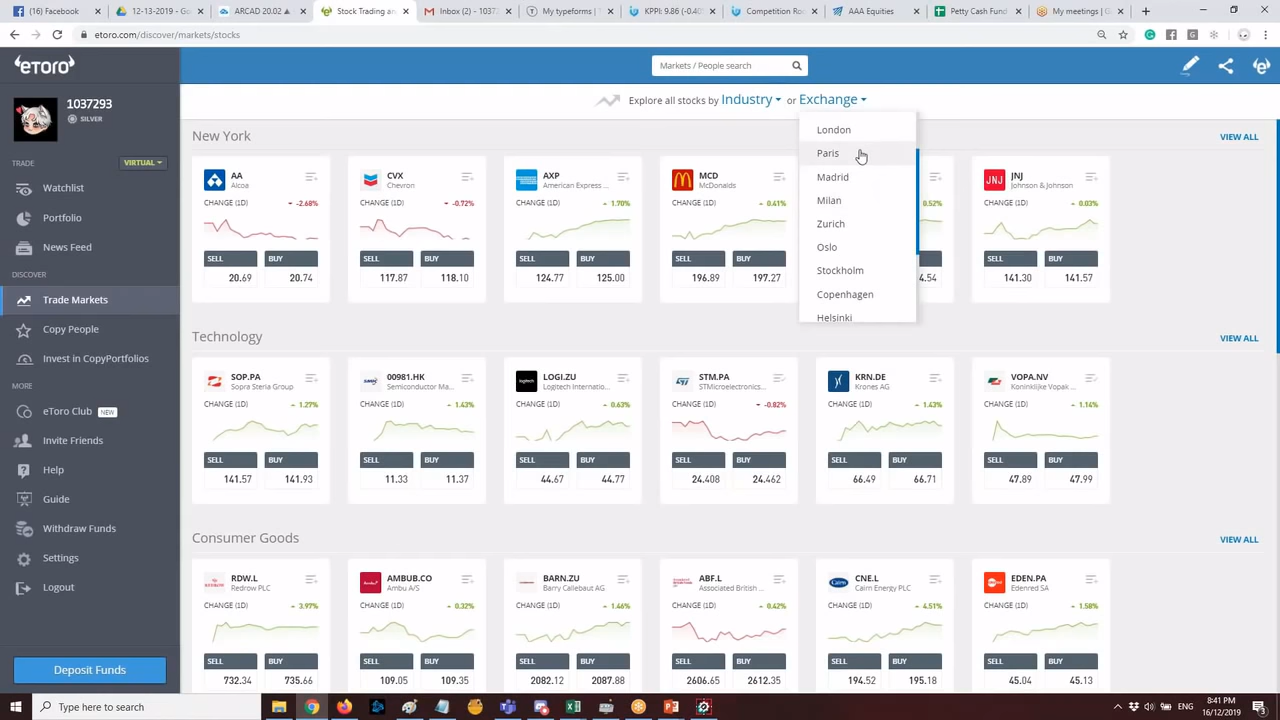 (16) Facebook
12-13-2019 - Google D
ARCAD 20.02
Stock Trading an
Gmail Inbox (2) - 1037
My typeforms | T
KPPI: 9.86 (-0.40
Competition Roo
AAA Equities
Petty Cash Fund
My meetings | G
etoro.com/discover/markets/stocks
eToro
Markets / People search
1037293
SILVER
Explore all stocks by Industry or Exchange
TRADE
VIRTUAL
Watchlist
Portfolio
News Feed
DISCOVER
Trade Markets
Copy People
Invest in CopyPortfolios
MORE
eToro Club NEW
Invite Friends
Help
Guide
Withdraw Funds
Settings
Logout
Deposit Funds
London
Paris
Madrid
Milan
Zurich
Oslo
Stockholm
Copenhagen
Helsinki
New York
VIEW ALL
AA
Alcoa
CHANGE (1D) -2.68%
SELL BUY
20.69 20.74
CVX
Chevron
CHANGE (1D) -0.72%
SELL BUY
117.87 118.10
AXP
American Express ...
CHANGE (1D) 1.70%
SELL BUY
124.77 125.00
MCD
McDonalds
CHANGE (1D) 0.41%
SELL BUY
196.89 197.27
0.52%
.54
JNJ
Johnson & Johnson
CHANGE (1D) 0.03%
SELL BUY
141.30 141.57
Technology
VIEW ALL
SOP.PA
Sopra Steria Group
CHANGE (1D) 1.27%
SELL BUY
141.57 141.93
00981.HK
Semiconductor Ma...
CHANGE (1D) 1.43%
SELL BUY
11.33 11.37
LOGI.ZU
Logitech Internatio...
CHANGE (1D) 0.63%
SELL BUY
44.67 44.77
STM.PA
STMicroelectronics...
CHANGE (1D) -0.82%
SELL BUY
24.408 24.462
KRN.DE
Krones AG
CHANGE (1D) 1.43%
SELL BUY
66.49 66.71
VOPA.NV
Koninklijke Vopak ...
CHANGE (1D) 1.14%
SELL BUY
47.89 47.99
Consumer Goods
VIEW ALL
RDW.L
Redrow PLC
CHANGE (1D) 3.97%
SELL BUY
732.34 735.66
AMBUB.CO
Ambu A/S
CHANGE (1D) 0.32%
SELL BUY
109.05 109.35
BARN.ZU
Barry Callebaut AG
CHANGE (1D) 1.46%
SELL BUY
2082.12 2087.88
ABF.L
Associated British ...
CHANGE (1D) 0.42%
SELL BUY
2606.65 2612.35
CNE.L
Cairn Energy PLC
CHANGE (1D) 4.51%
SELL BUY
194.52 195.18
EDEN.PA
Edenred SA
CHANGE (1D) 1.58%
SELL BUY
45.04 45.13
Type here to search
ENG
8:41 PM
16/12/2019